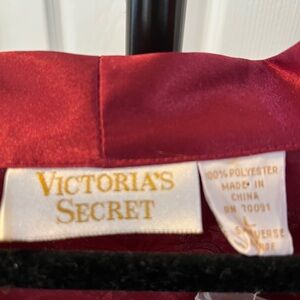 VICTORIA'S
SECRET
100% POLYESTER
MADE IN
CHINA
RN 70091
L